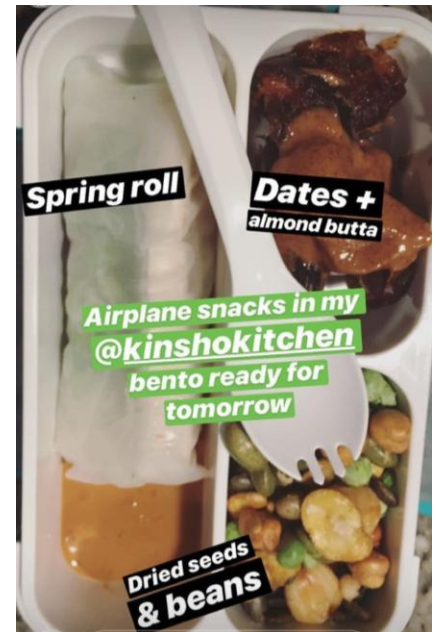 Spring roll
Dates +
almond butta
Airplane snacks in my
@kinshokitchen
bento ready for
tomorrow
Dried seeds
& beans